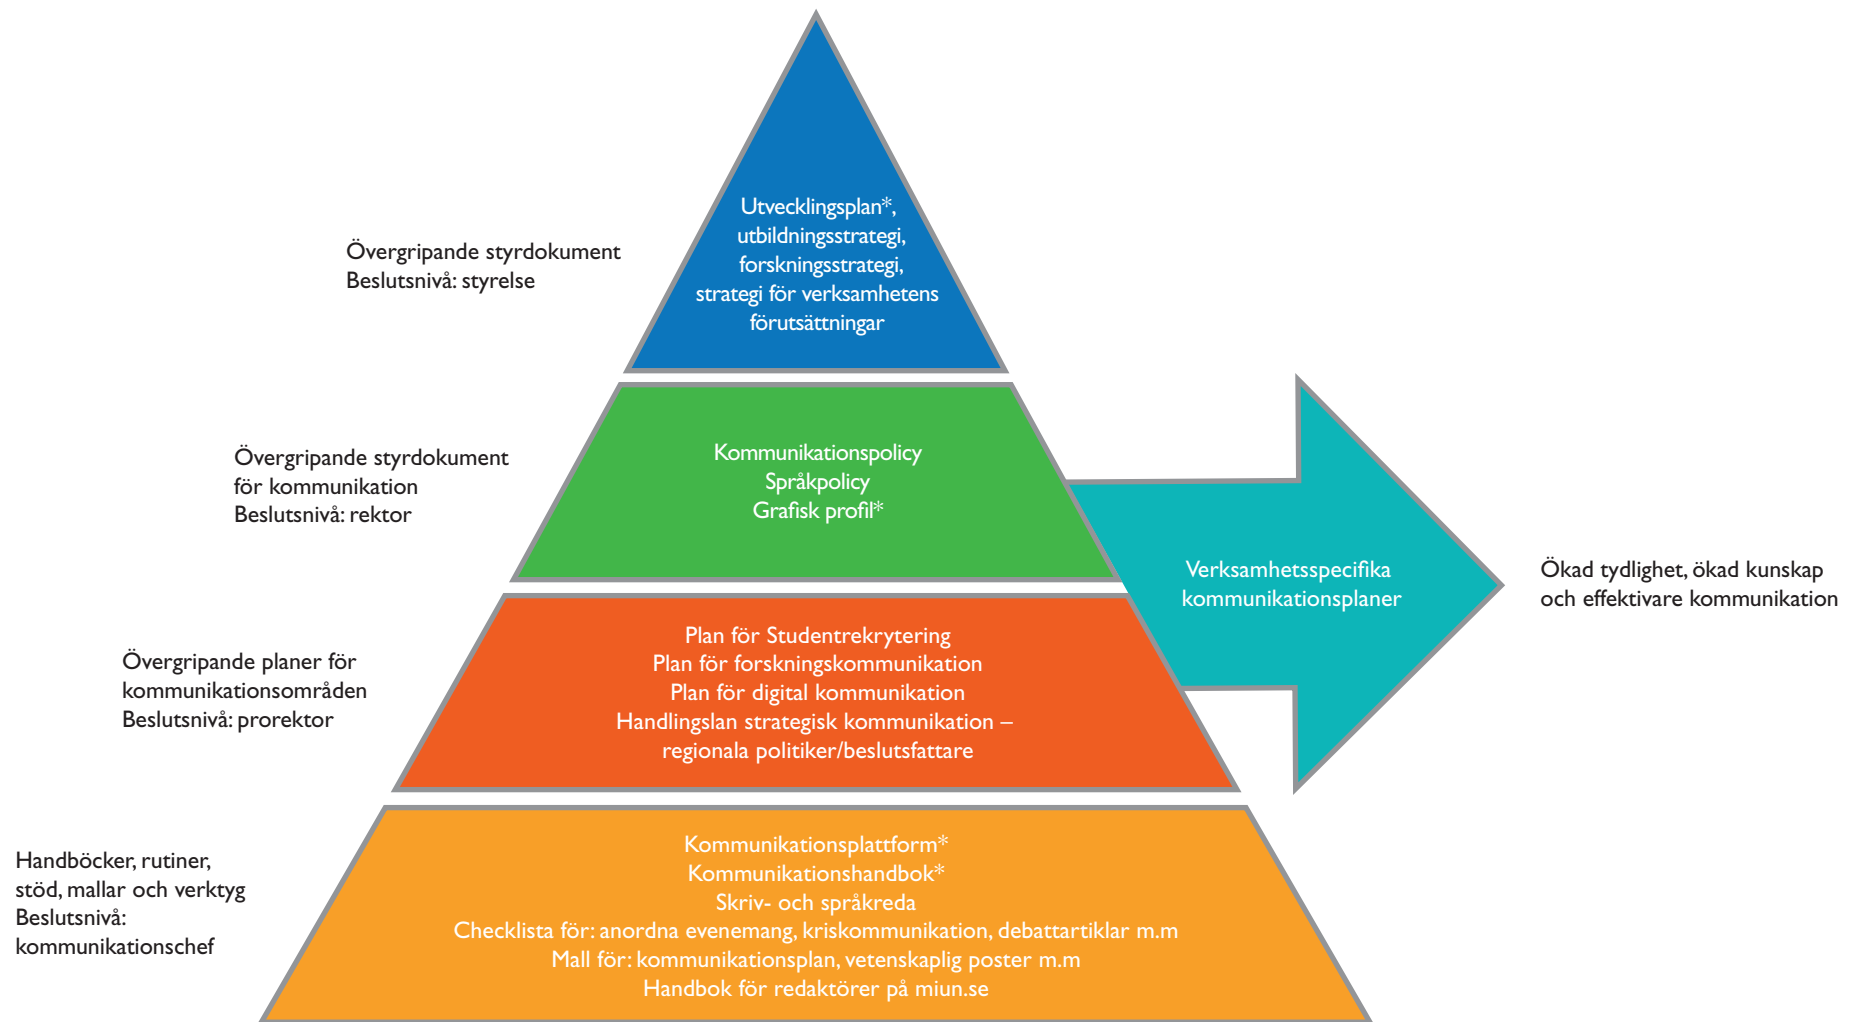 Utvecklingsplan*,
utbildningsstrategi,
forskningsstrategi,
strategi för verksamhetens
förutsättningar
Övergripande styrdokument
Beslutsnivå: styrelse
Kommunikationspolicy
Språkpolicy
Grafisk profil*
Övergripande styrdokument
för kommunikation
Beslutsnivå: rektor
Verksamhetsspecifika
kommunikationsplaner
Ökad tydlighet, ökad kunskap
och effektivare kommunikation
Plan för Studentrekrytering
Plan för forskningskommunikation
Plan för digital kommunikation
Handlingslan strategisk kommunikation –
regionala politiker/beslutsfattare
Övergripande planer för
kommunikationsområden
Beslutsnivå: prorektor
Kommunikationsplattform*
Kommunikationshandbok*
Skriv- och språkreda
Checklista för: anordna evenemang, kriskommunikation, debattartiklar m.m
Mall för: kommunikationsplan, vetenskaplig poster m.m
Handbok för redaktörer på miun.se
Handböcker, rutiner,
stöd, mallar och verktyg
Beslutsnivå:
kommunikationschef